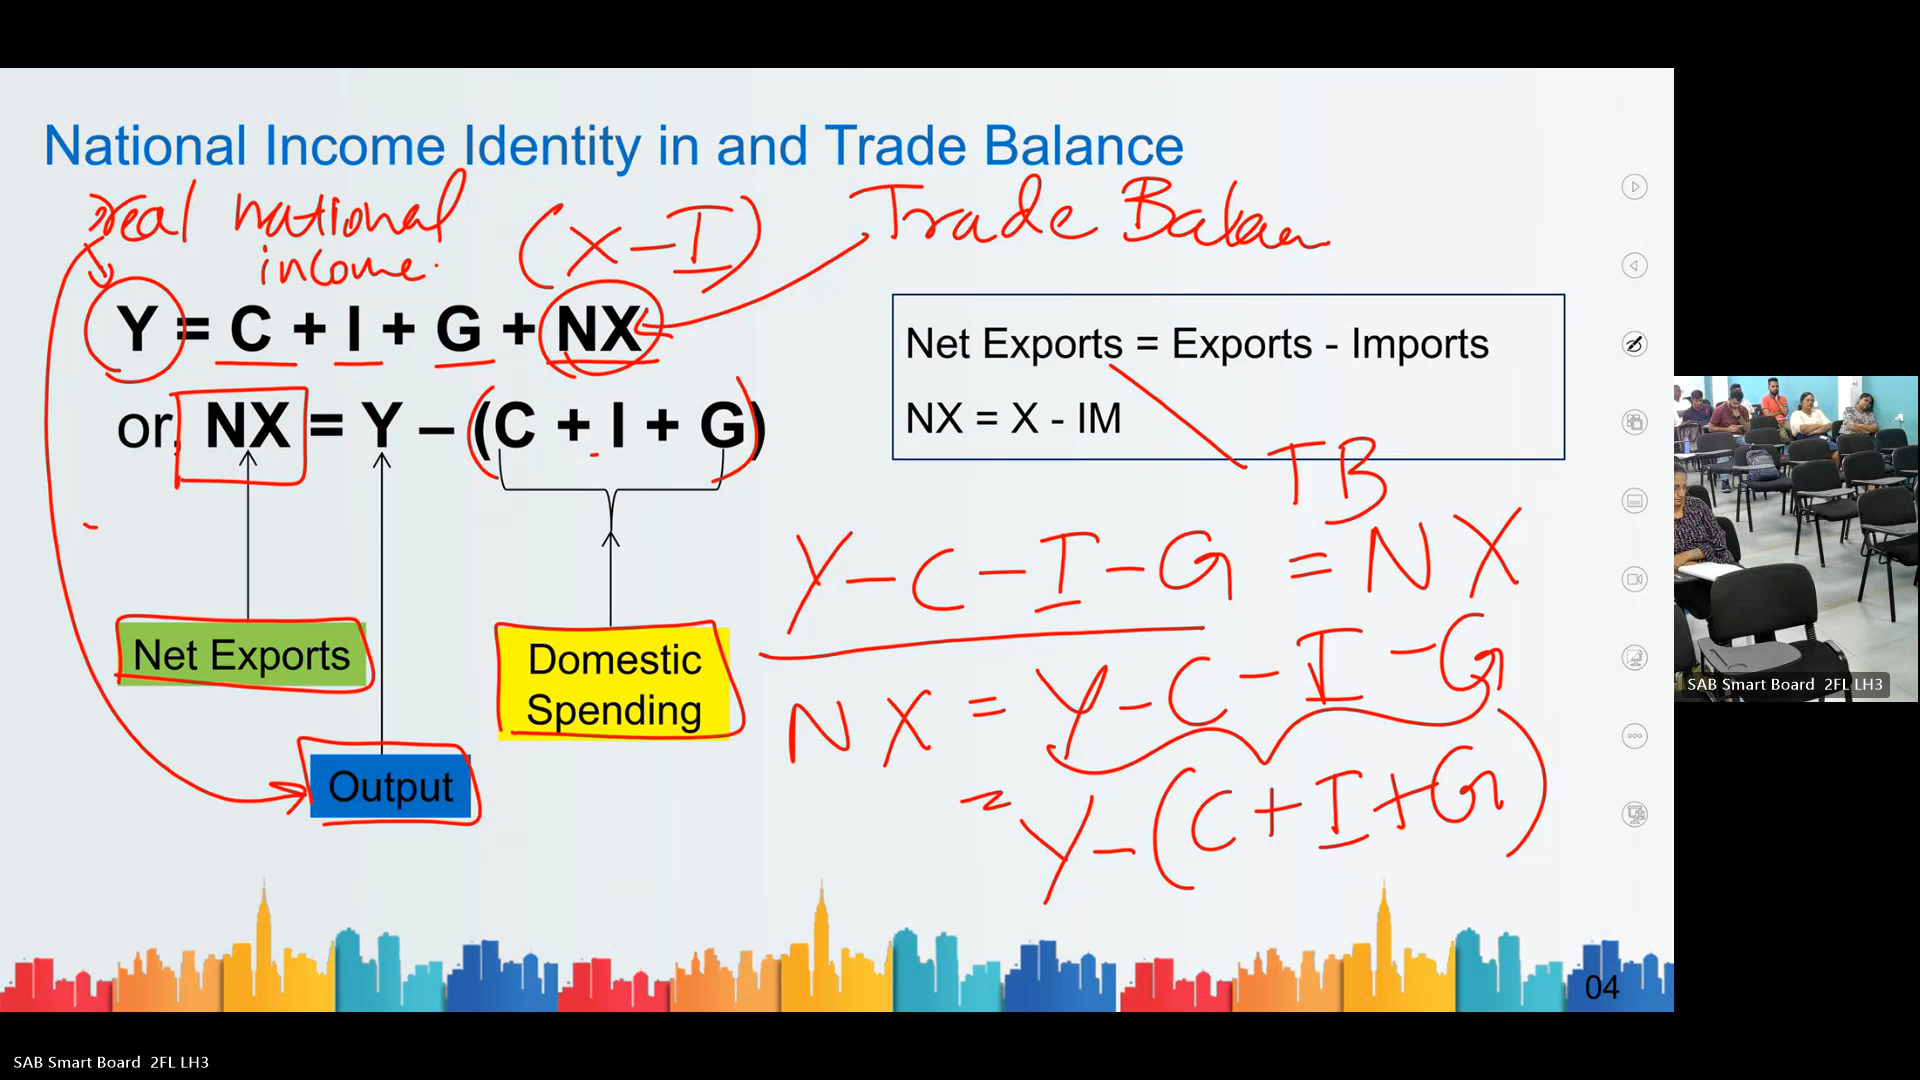 National Income Identity in and Trade Balance
real national
income.
(X-I)
Trade Balan
Y = C + I + G + NX
or, NX = Y – (C + I + G)
Net Exports = Exports - Imports
NX = X - IM
TB
Y-C-I-G = NX
NX = Y-C-I-G
= Y-(C+I+G)
Net Exports
Domestic
Spending
Output
04
SAB Smart Board 2FL LH3
SAB Smart Board 2FL LH3